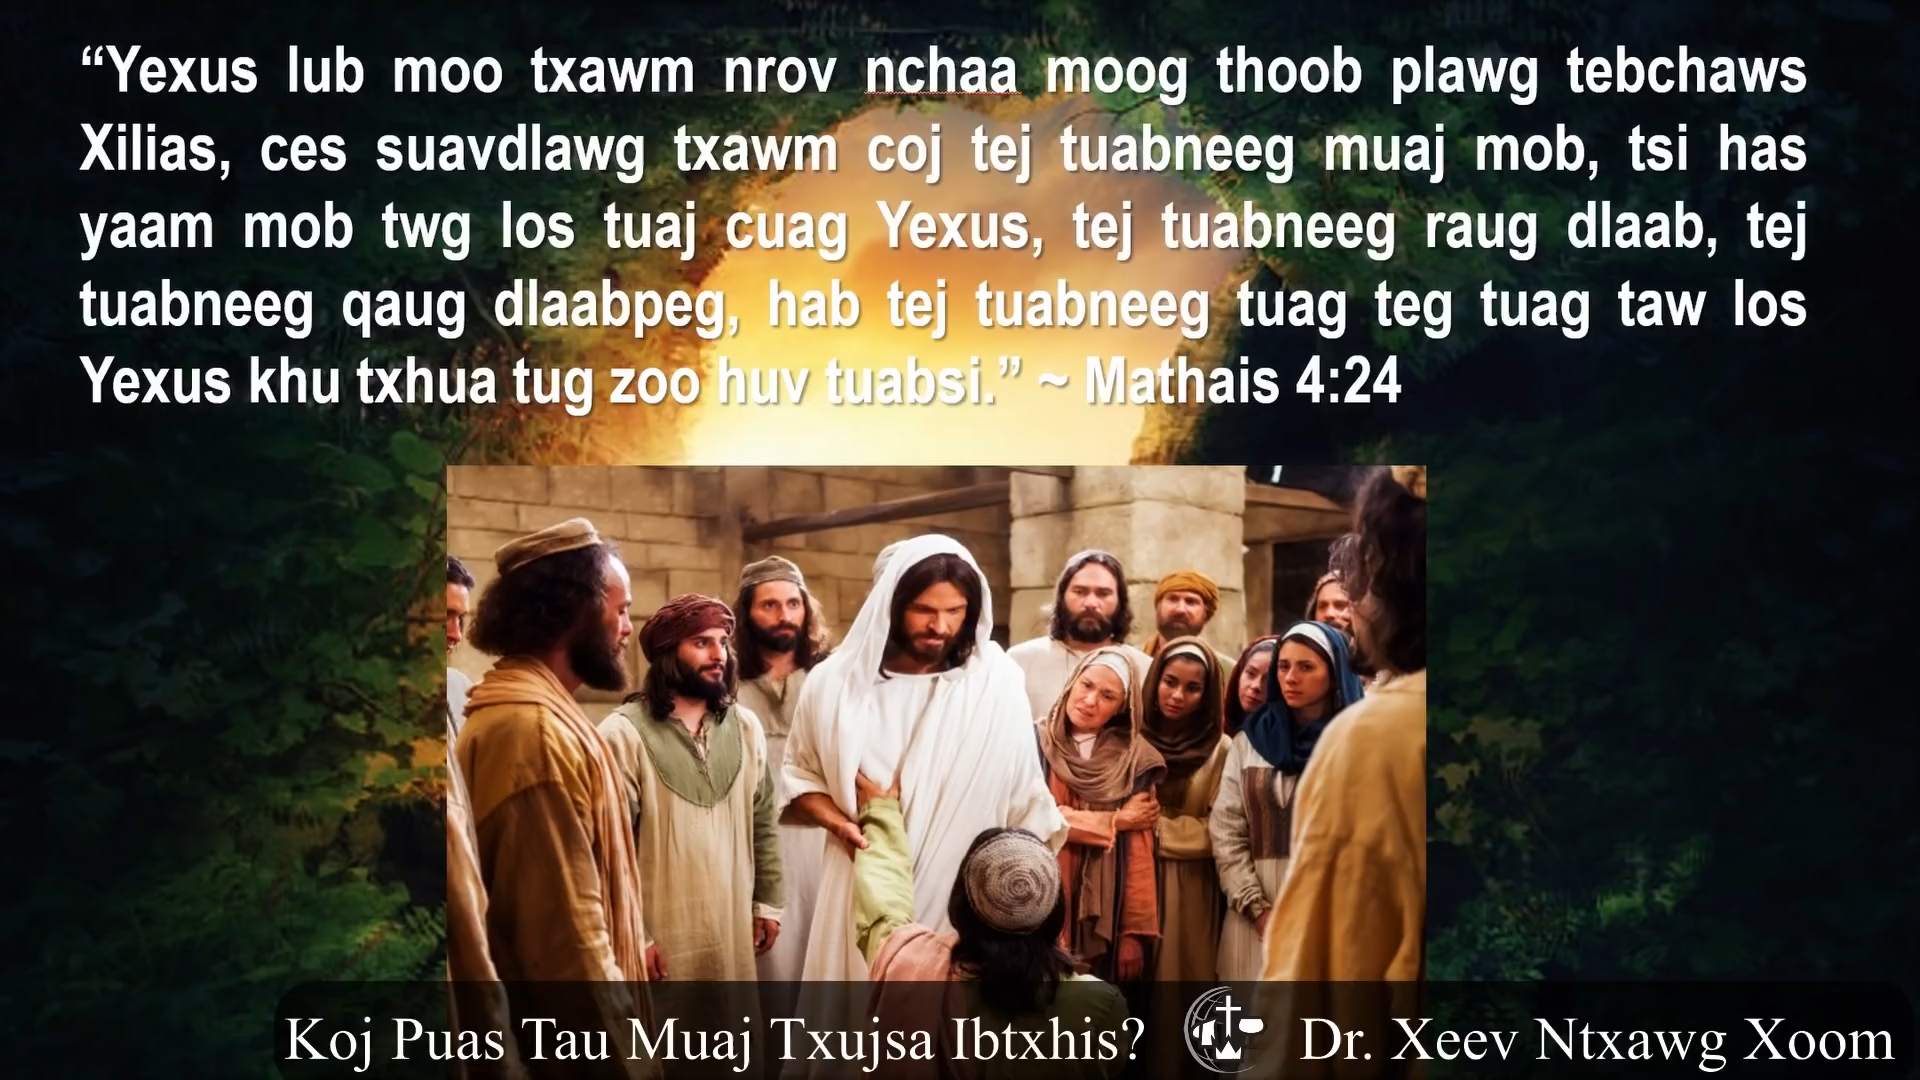 “Yexus lub moo txawm nrov nchaa moog thoob plawg tebchaws
Xilias, ces suavdlawg txawm coj tej tuabneeg muaj mob, tsi has
yaam mob twg los tuaj cuag Yexus, tej tuabneeg raug dlaab, tej
tuabneeg qaug dlaabpeg, hab tej tuabneeg tuag teg tuag taw los
Yexus khu txhua tug zoo huv tuabsi.” ~ Mathais 4:24
Koj Puas Tau Muaj Txujsa Ibtxhis? Dr. Xeev Ntxawg Xoom